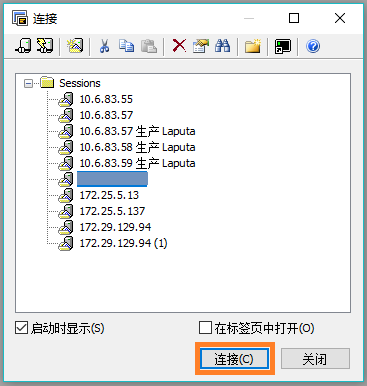 连接
Sessions
10.6.83.55
10.6.83.57
10.6.83.57 生产 Laputa
10.6.83.58 生产 Laputa
10.6.83.59 生产 Laputa
172.25.5.13
172.25.5.137
172.29.129.94
172.29.129.94 (1)
启动时显示(S) 在标签页中打开(O)
连接(C) 关闭